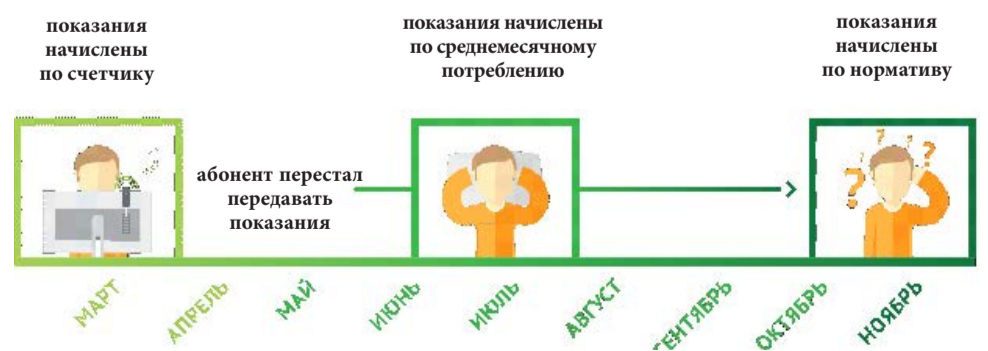 показания
начислены
по счетчику
показания начислены
по среднемесячному
потреблению
показания
начислены
по нормативу
абонент перестал
передавать
показания
МАРТ
АПРЕЛЬ
МАЙ
ИЮНЬ
ИЮЛЬ
АВГУСТ
СЕНТЯБРЬ
ОКТЯБРЬ
НОЯБРЬ